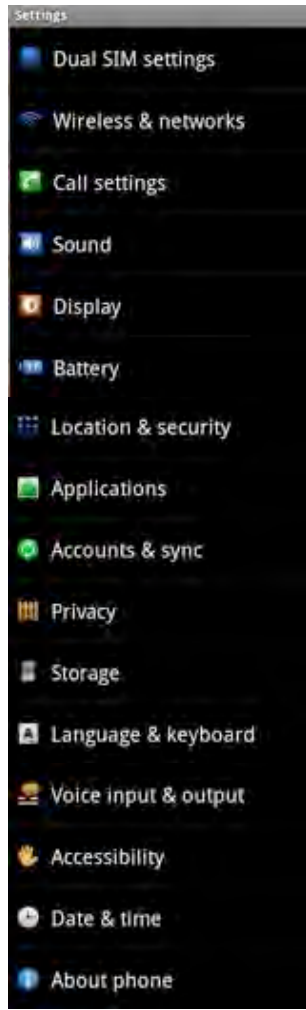 Settings
Dual SIM settings
Wireless & networks
Call settings
Sound
Display
Battery
Location & security
Applications
Accounts & sync
Privacy
Storage
Language & keyboard
Voice input & output
Accessibility
Date & time
About phone